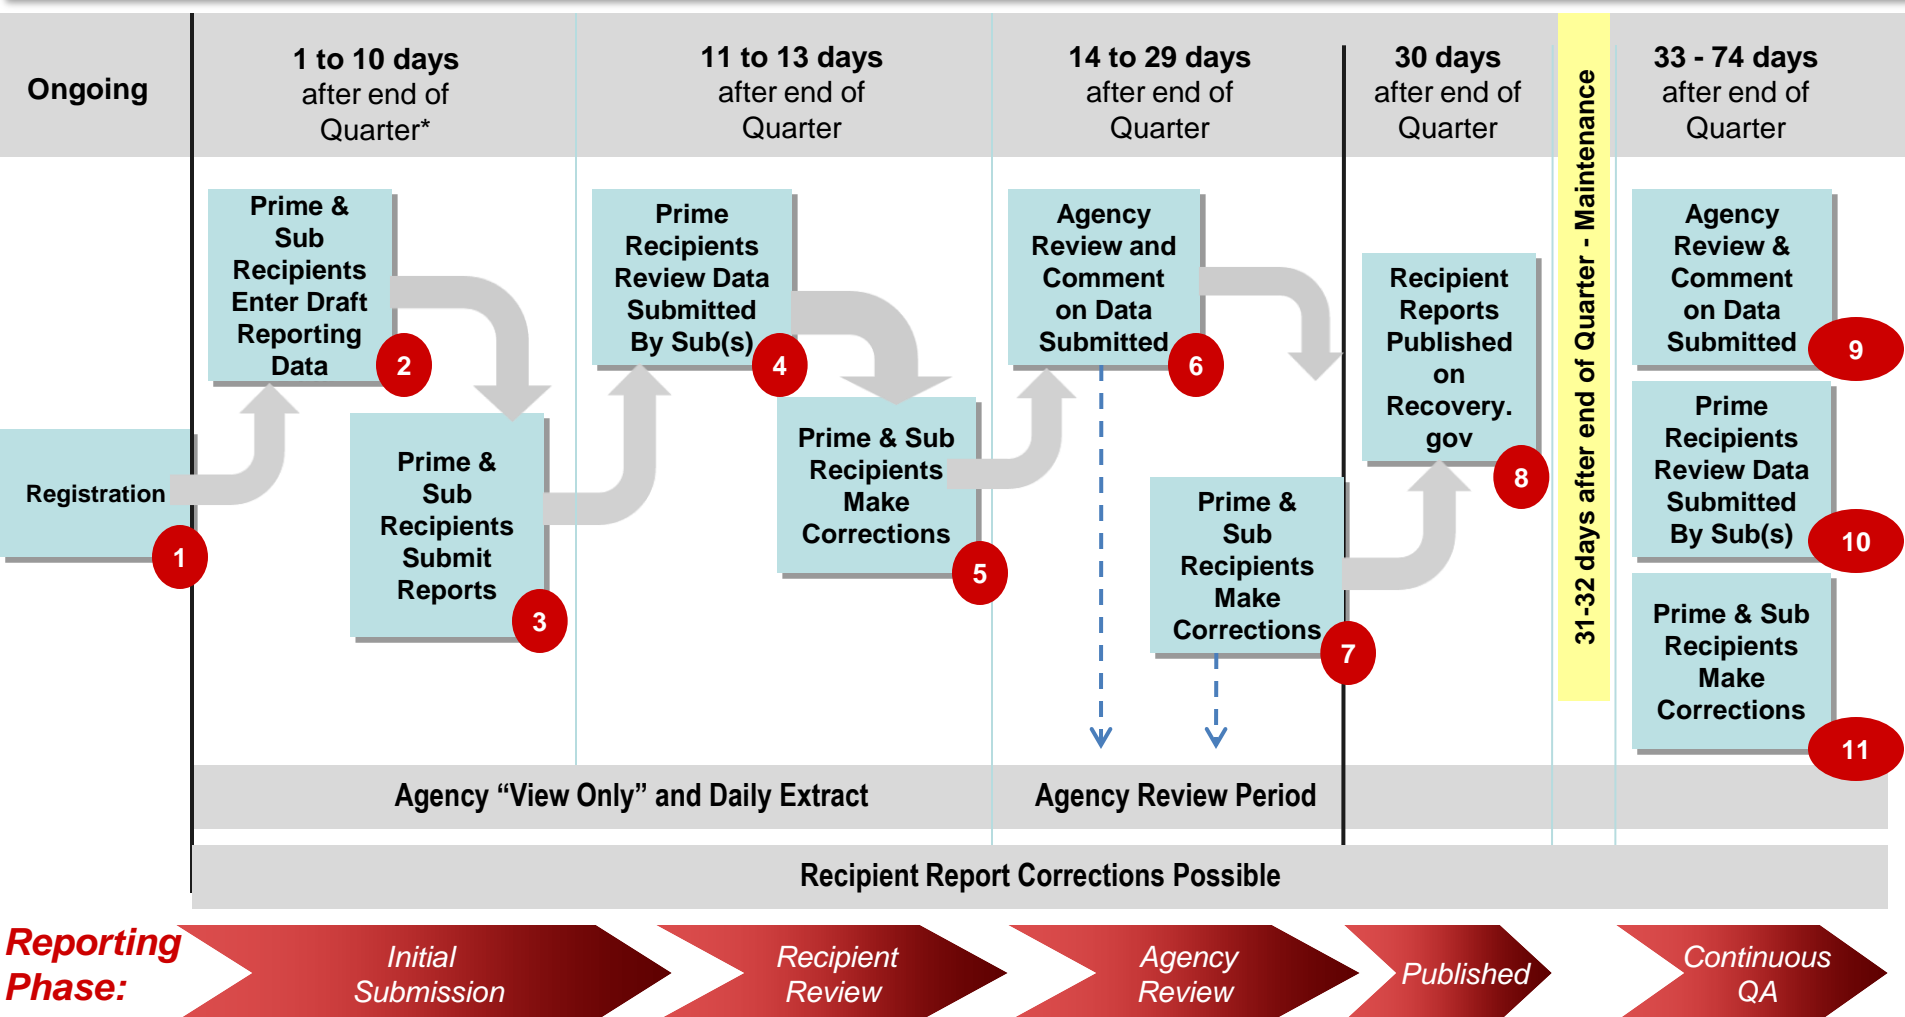 Ongoing
1 to 10 days
after end of
Quarter*
11 to 13 days
after end of
Quarter
14 to 29 days
after end of
Quarter
30 days
after end of
Quarter
31-32 days after end of Quarter - Maintenance
33 - 74 days
after end of
Quarter
Registration
1
Prime &
Sub
Recipients
Enter Draft
Reporting
Data
2
Prime &
Sub
Recipients
Submit
Reports
3
Prime
Recipients
Review Data
Submitted
By Sub(s)
4
Prime & Sub
Recipients
Make
Corrections
5
Agency
Review and
Comment
on Data
Submitted
6
Prime &
Sub
Recipients
Make
Corrections
7
Recipient
Reports
Published
on
Recovery.
gov
8
Agency
Review &
Comment
on Data
Submitted
9
Prime
Recipients
Review Data
Submitted
By Sub(s)
10
Prime & Sub
Recipients
Make
Corrections
11
Agency “View Only” and Daily Extract
Agency Review Period
Recipient Report Corrections Possible
Reporting
Phase:
Initial
Submission
Recipient
Review
Agency
Review
Published
Continuous
QA